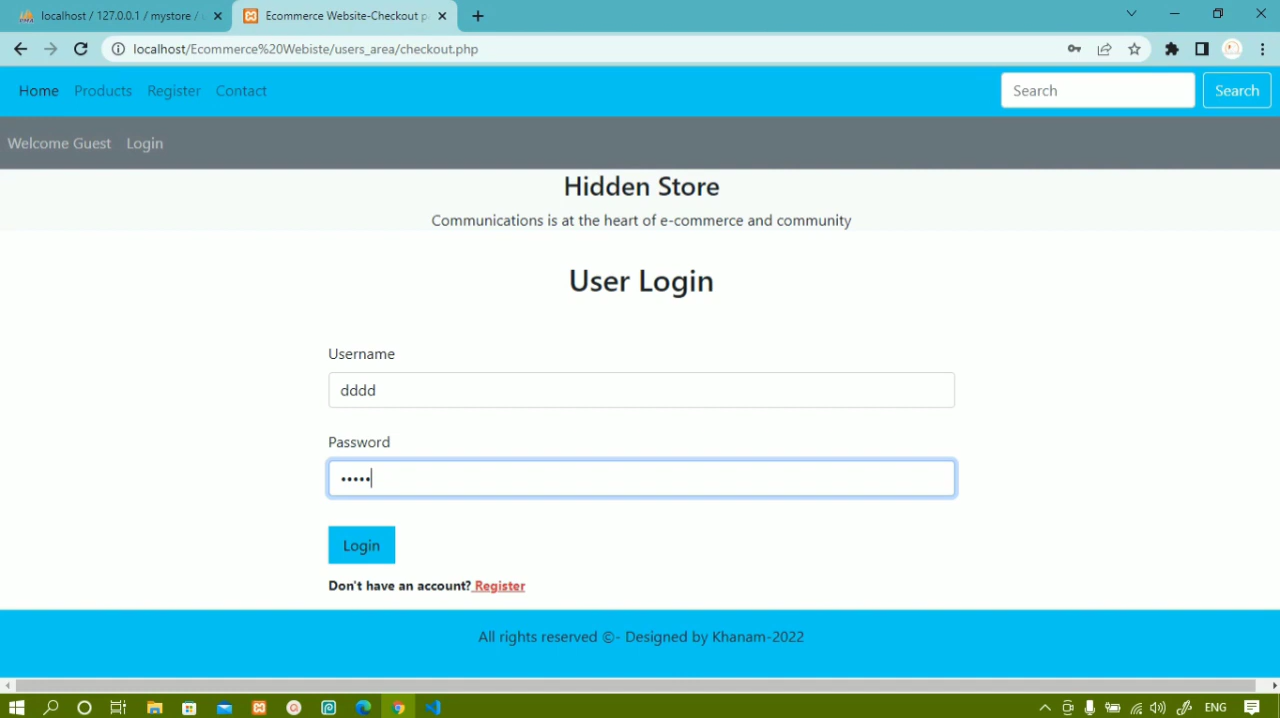 localhost / 127.0.0.1 / mystore /
Ecommerce Website-Checkout p
localhost/Ecommerce%20Webiste/users_area/checkout.php
Home Products Register Contact
Search Search
Welcome Guest Login
Hidden Store
Communications is at the heart of e-commerce and community
User Login
Username
dddd
Password
•••••
Login
Don't have an account? Register
All rights reserved ©- Designed by Khanam-2022
ENG